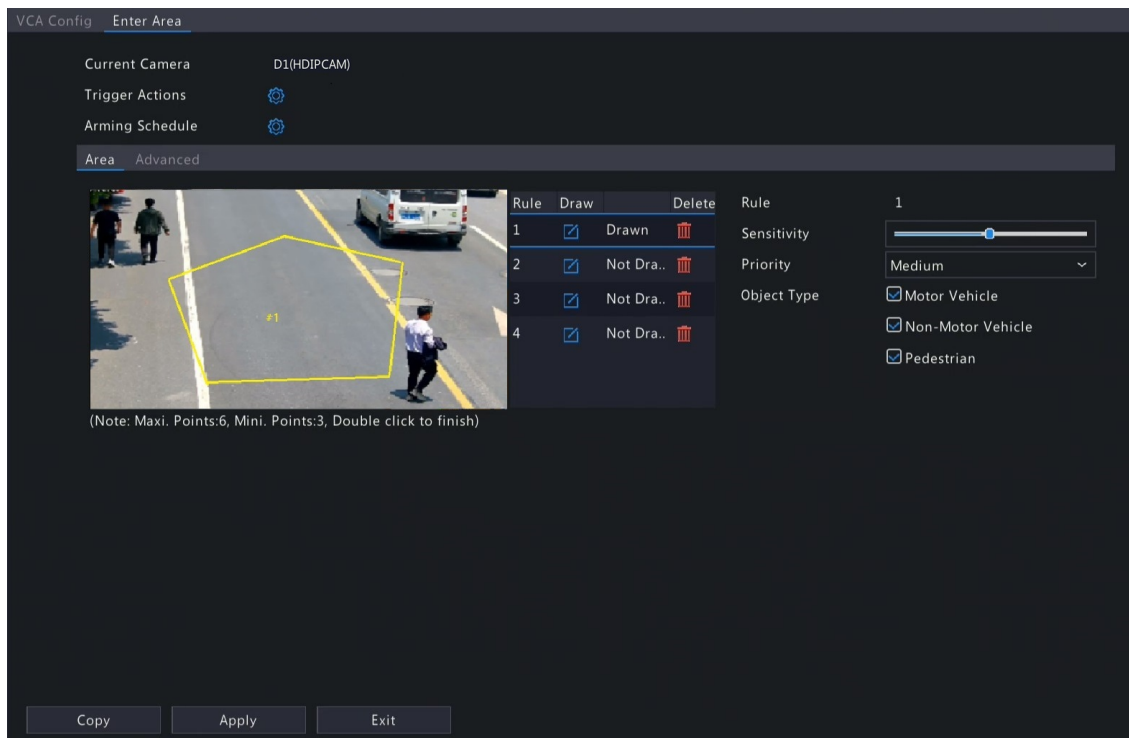 VCA Config Enter Area
Current Camera D1(HDIPCAM)
Trigger Actions
Arming Schedule
Area Advanced
Rule Draw Delete
1 Drawn
2 Not Dra..
3 Not Dra..
4 Not Dra..
#1
(Note: Maxi. Points:6, Mini. Points:3, Double click to finish)
Rule 1
Sensitivity
Priority Medium
Object Type Motor Vehicle
Non-Motor Vehicle
Pedestrian
Copy Apply Exit